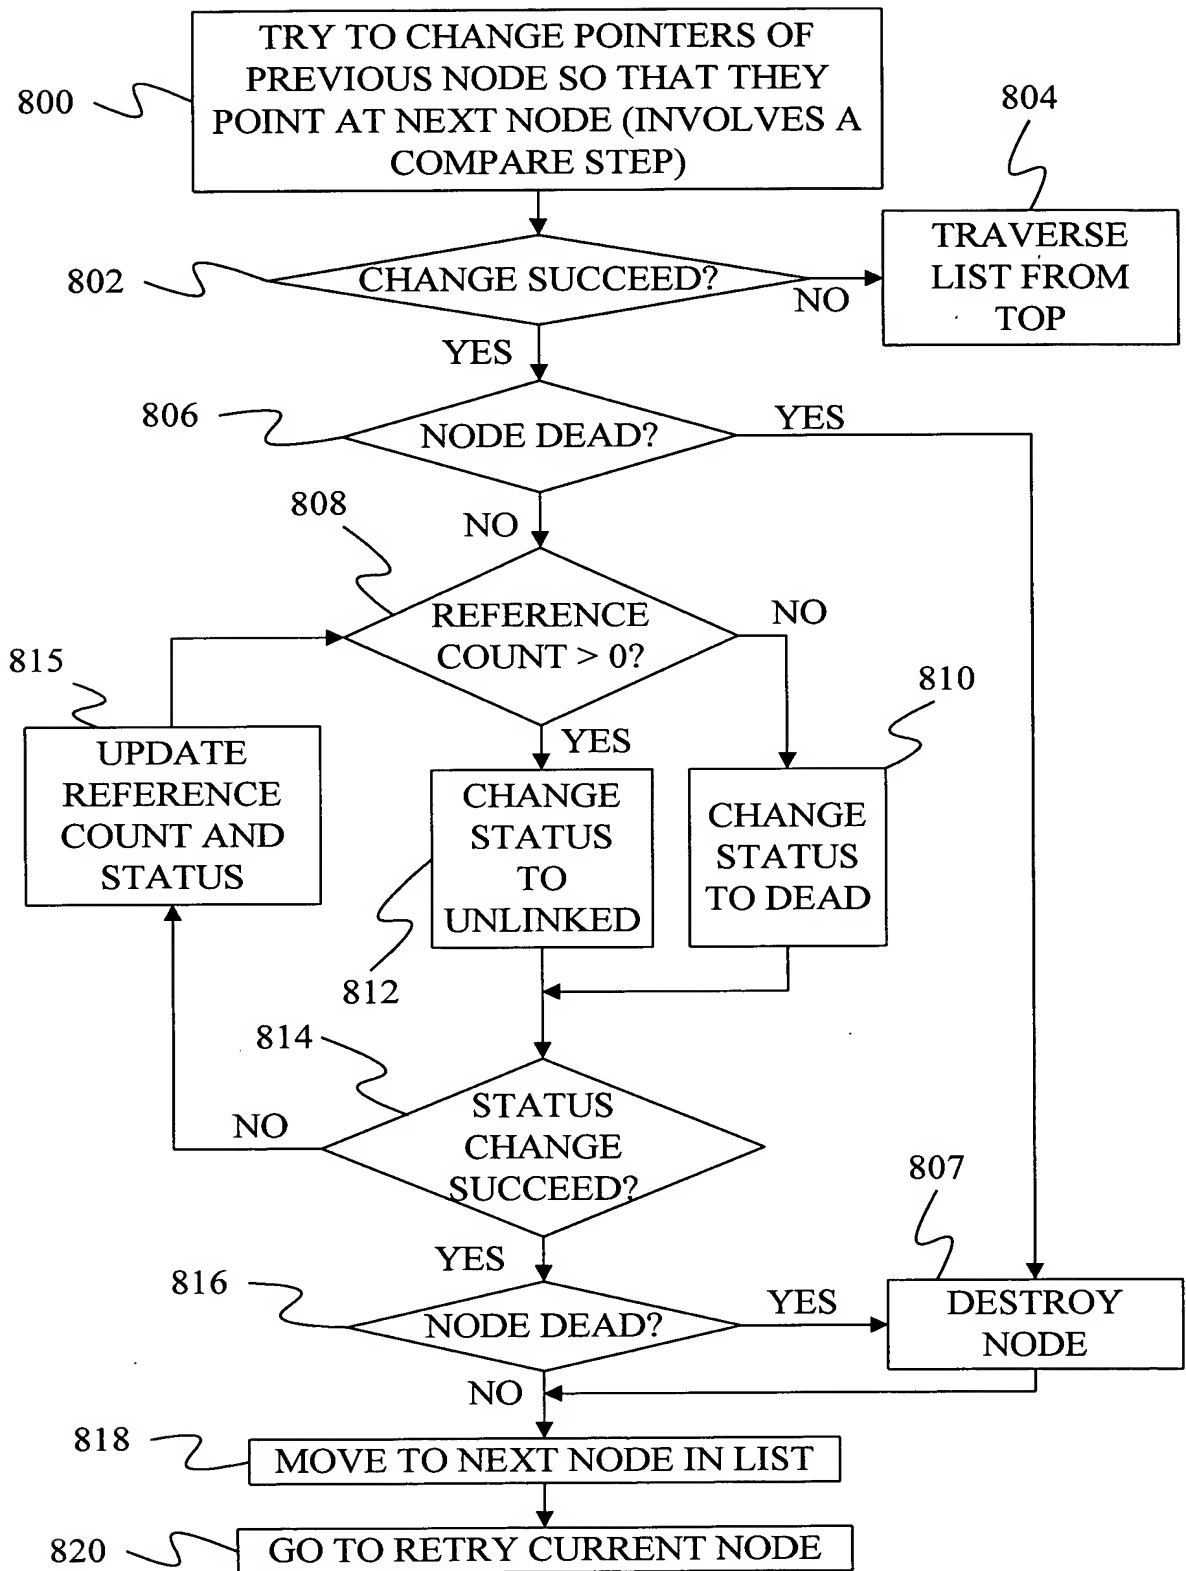 TRY TO CHANGE POINTERS OF
PREVIOUS NODE SO THAT THEY
POINT AT NEXT NODE (INVOLVES A
COMPARE STEP)
800
804
TRAVERSE
LIST FROM
TOP
802
CHANGE SUCCEED?
NO
YES
806
NODE DEAD?
YES
NO
808
REFERENCE
COUNT > 0?
NO
815
UPDATE
REFERENCE
COUNT AND
STATUS
YES
810
CHANGE
STATUS
TO
UNLINKED
CHANGE
STATUS
TO DEAD
812
814
STATUS
CHANGE
SUCCEED?
NO
YES
807
816
NODE DEAD?
YES
DESTROY
NODE
NO
818
MOVE TO NEXT NODE IN LIST
820
GO TO RETRY CURRENT NODE